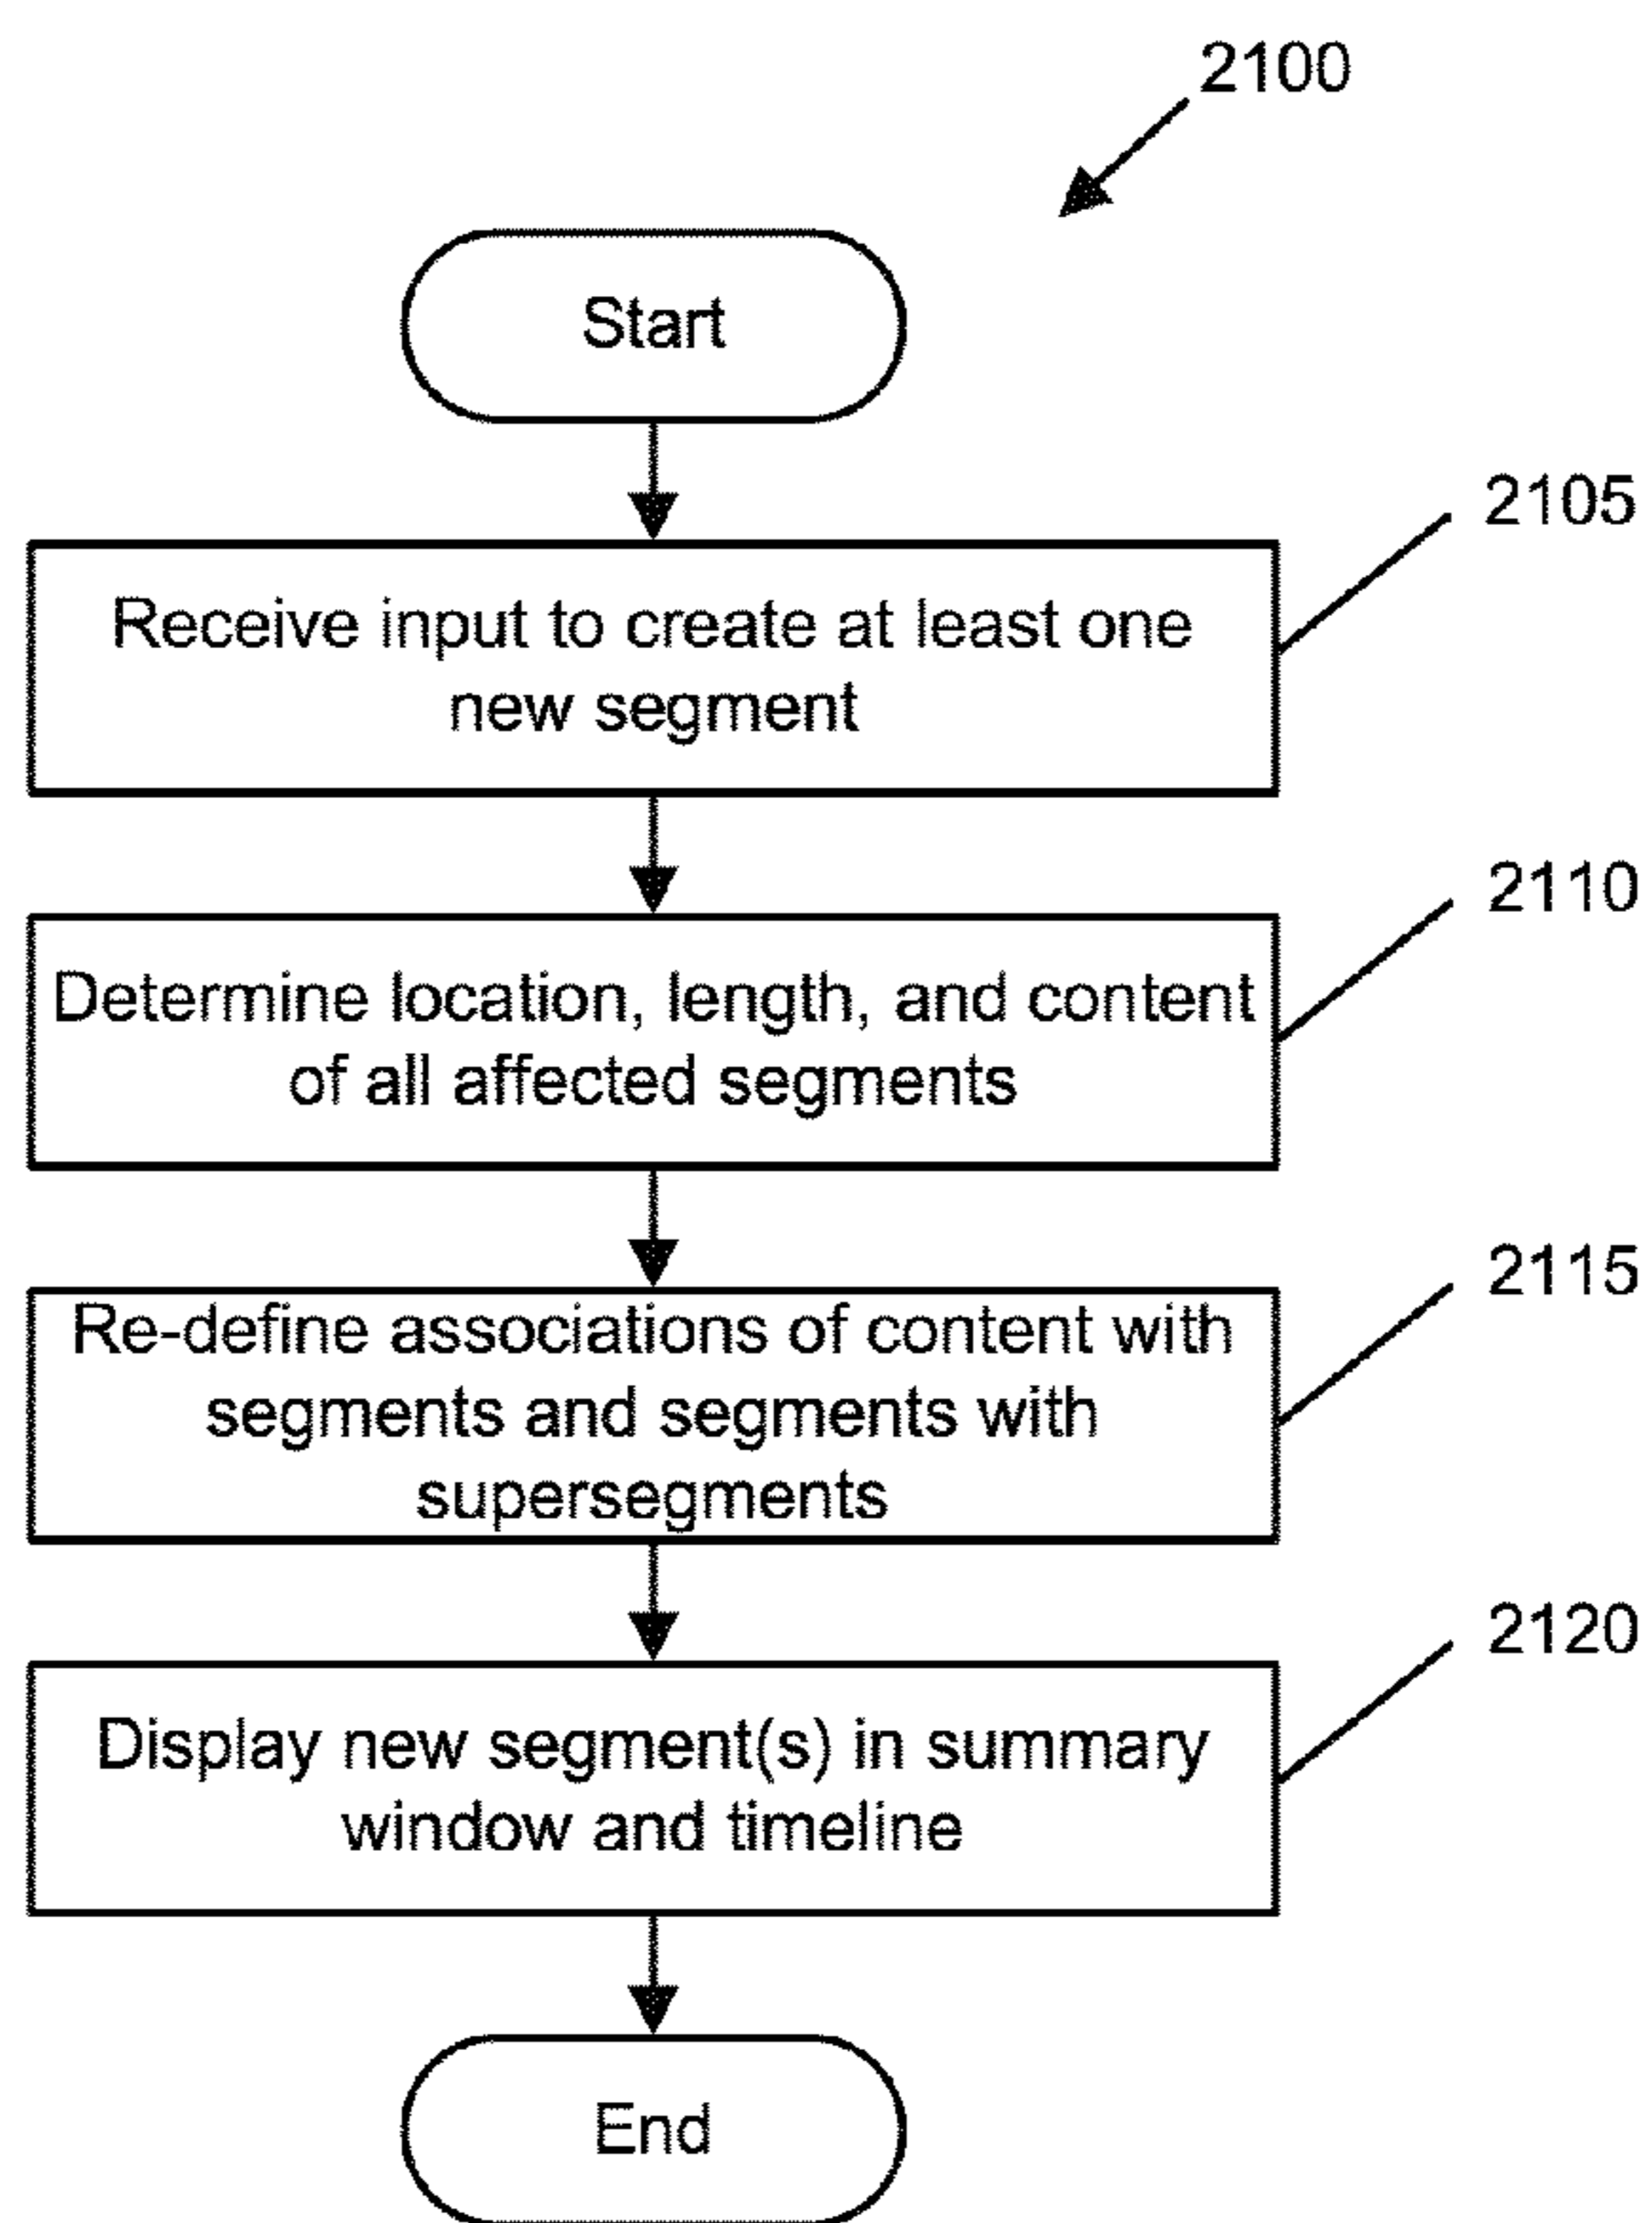 2100
Start
2105
Receive input to create at least one
new segment
2110
Determine location, length, and content
of all affected segments
2115
Re-define associations of content with
segments and segments with
supersegments
2120
Display new segment(s) in summary
window and timeline
End